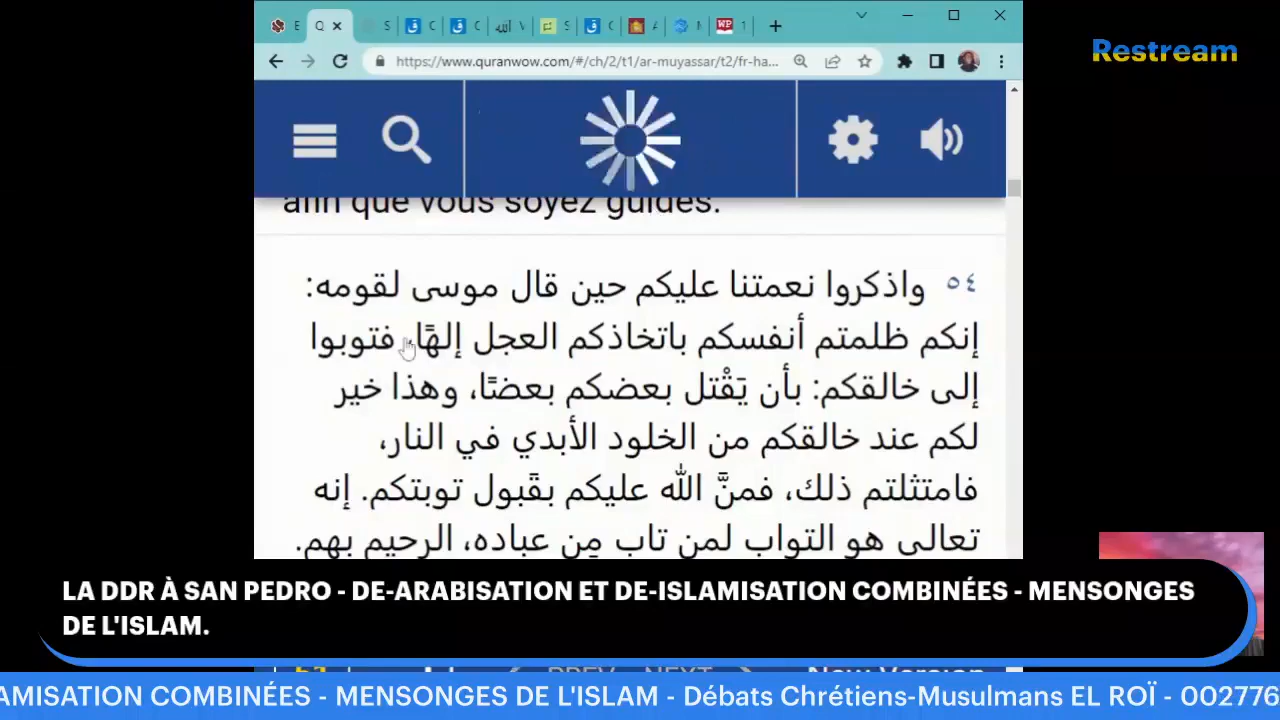 https://www.quranwow.com/#/ch/2/t1/ar-muyassar/t2/fr-ha...
Restream
afin que vous soyez guidés.
٥٤ واذكروا نعمتنا عليكم حين قال موسى لقومه:
إنكم ظلمتم أنفسكم باتخاذكم العجل إلهًا، فتوبوا
إلى خالقكم: بأن يَقْتل بعضكم بعضًا، وهذا خير
لكم عند خالقكم من الخلود الأبدي في النار،
فامتثلتم ذلك، فمنَّ الله عليكم بقَبول توبتكم. إنه
تعالى هو التواب لمن تاب مِن عباده، الرحيم بهم.
LA DDR À SAN PEDRO - DE-ARABISATION ET DE-ISLAMISATION COMBINÉES - MENSONGES
DE L'ISLAM.
AMISATION COMBINÉES - MENSONGES DE L'ISLAM - Débats Chrétiens-Musulmans EL ROÏ - 002776